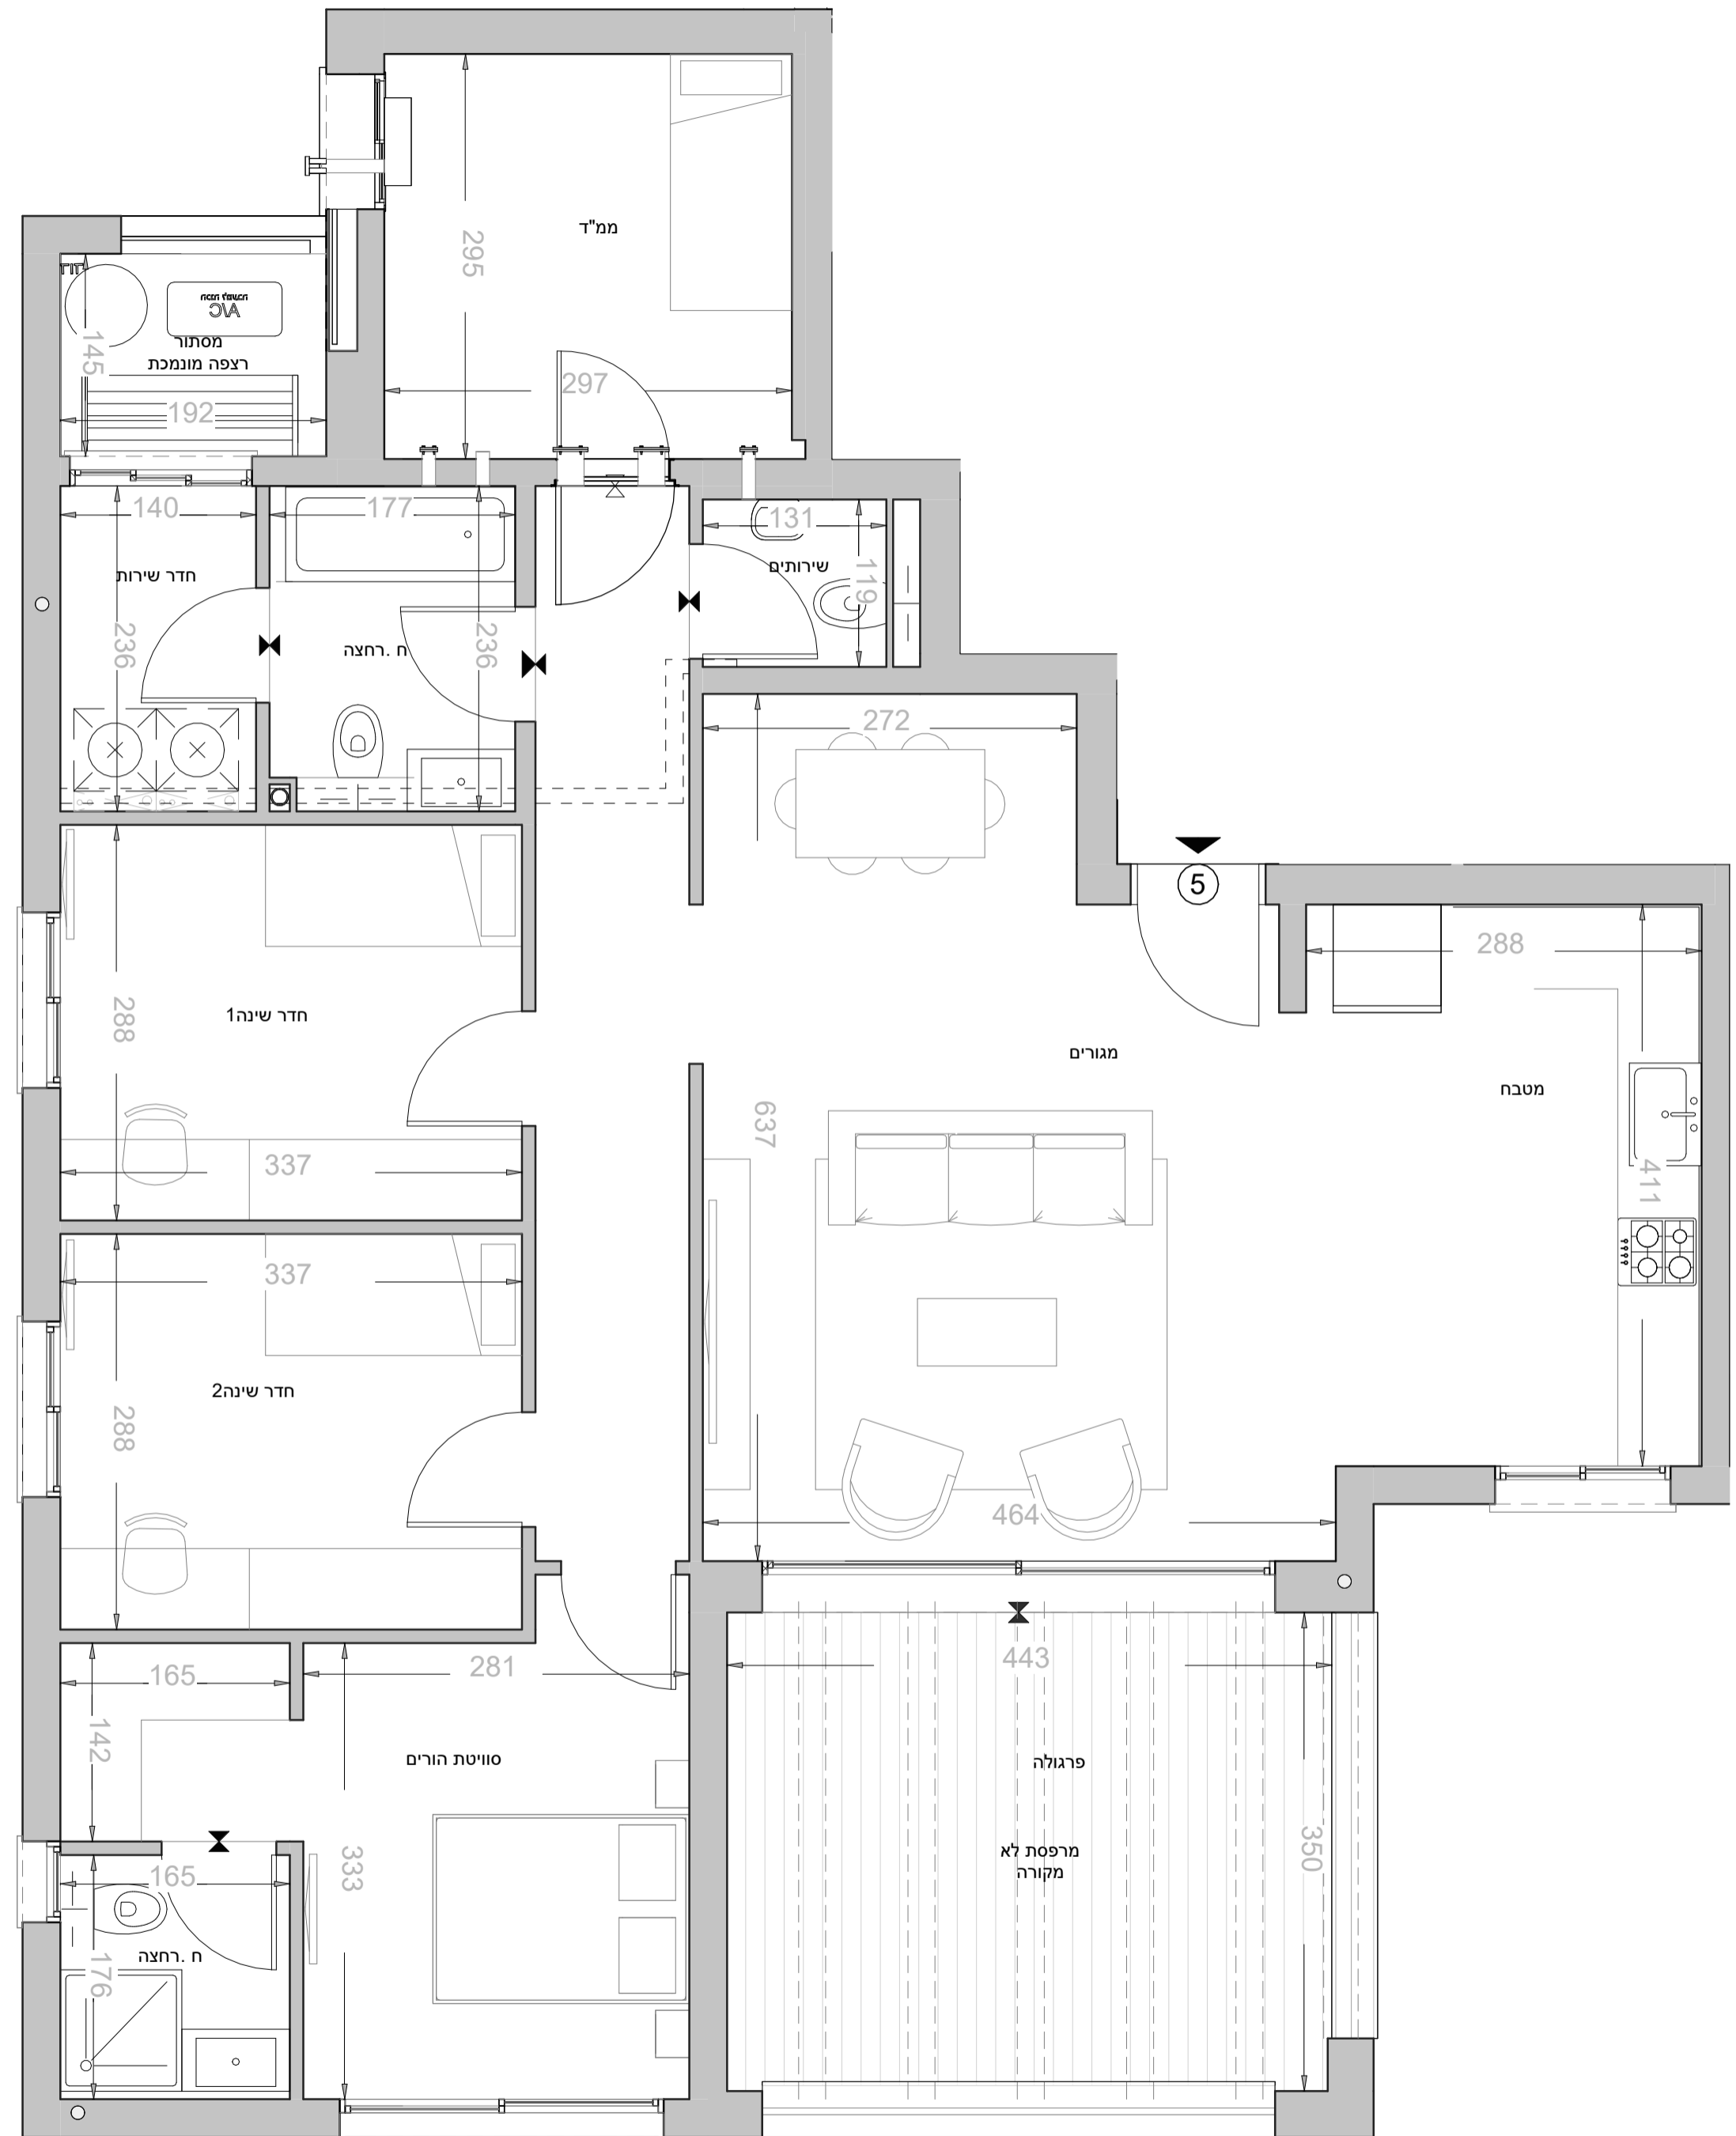 ממ"ד
295
297
A/C
מסתור
רצפה מונמכת
145
192
140
177
131
שירותים
119
חדר שירות
236
ח .רחצה
236
272
5
288
חדר שינה1
288
מגורים
מטבח
637
411
337
337
חדר שינה2
288
464
281
443
165
142
סוויטת הורים
פרגולה
מרפסת לא
מקורה
350
333
165
ח .רחצה
176